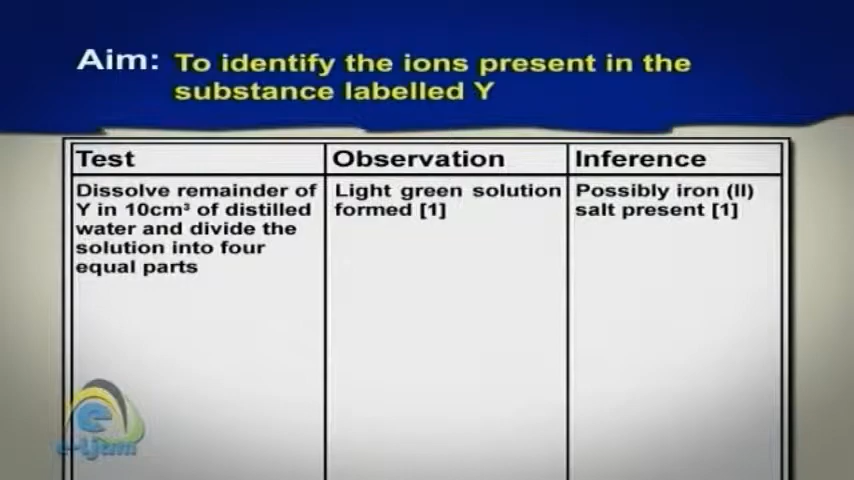 Aim: To identify the ions present in the
substance labelled Y
Test
Observation
Inference
Dissolve remainder of
Y in 10cm³ of distilled
water and divide the
solution into four
equal parts
Light green solution
formed [1]
Possibly iron (II)
salt present [1]
e